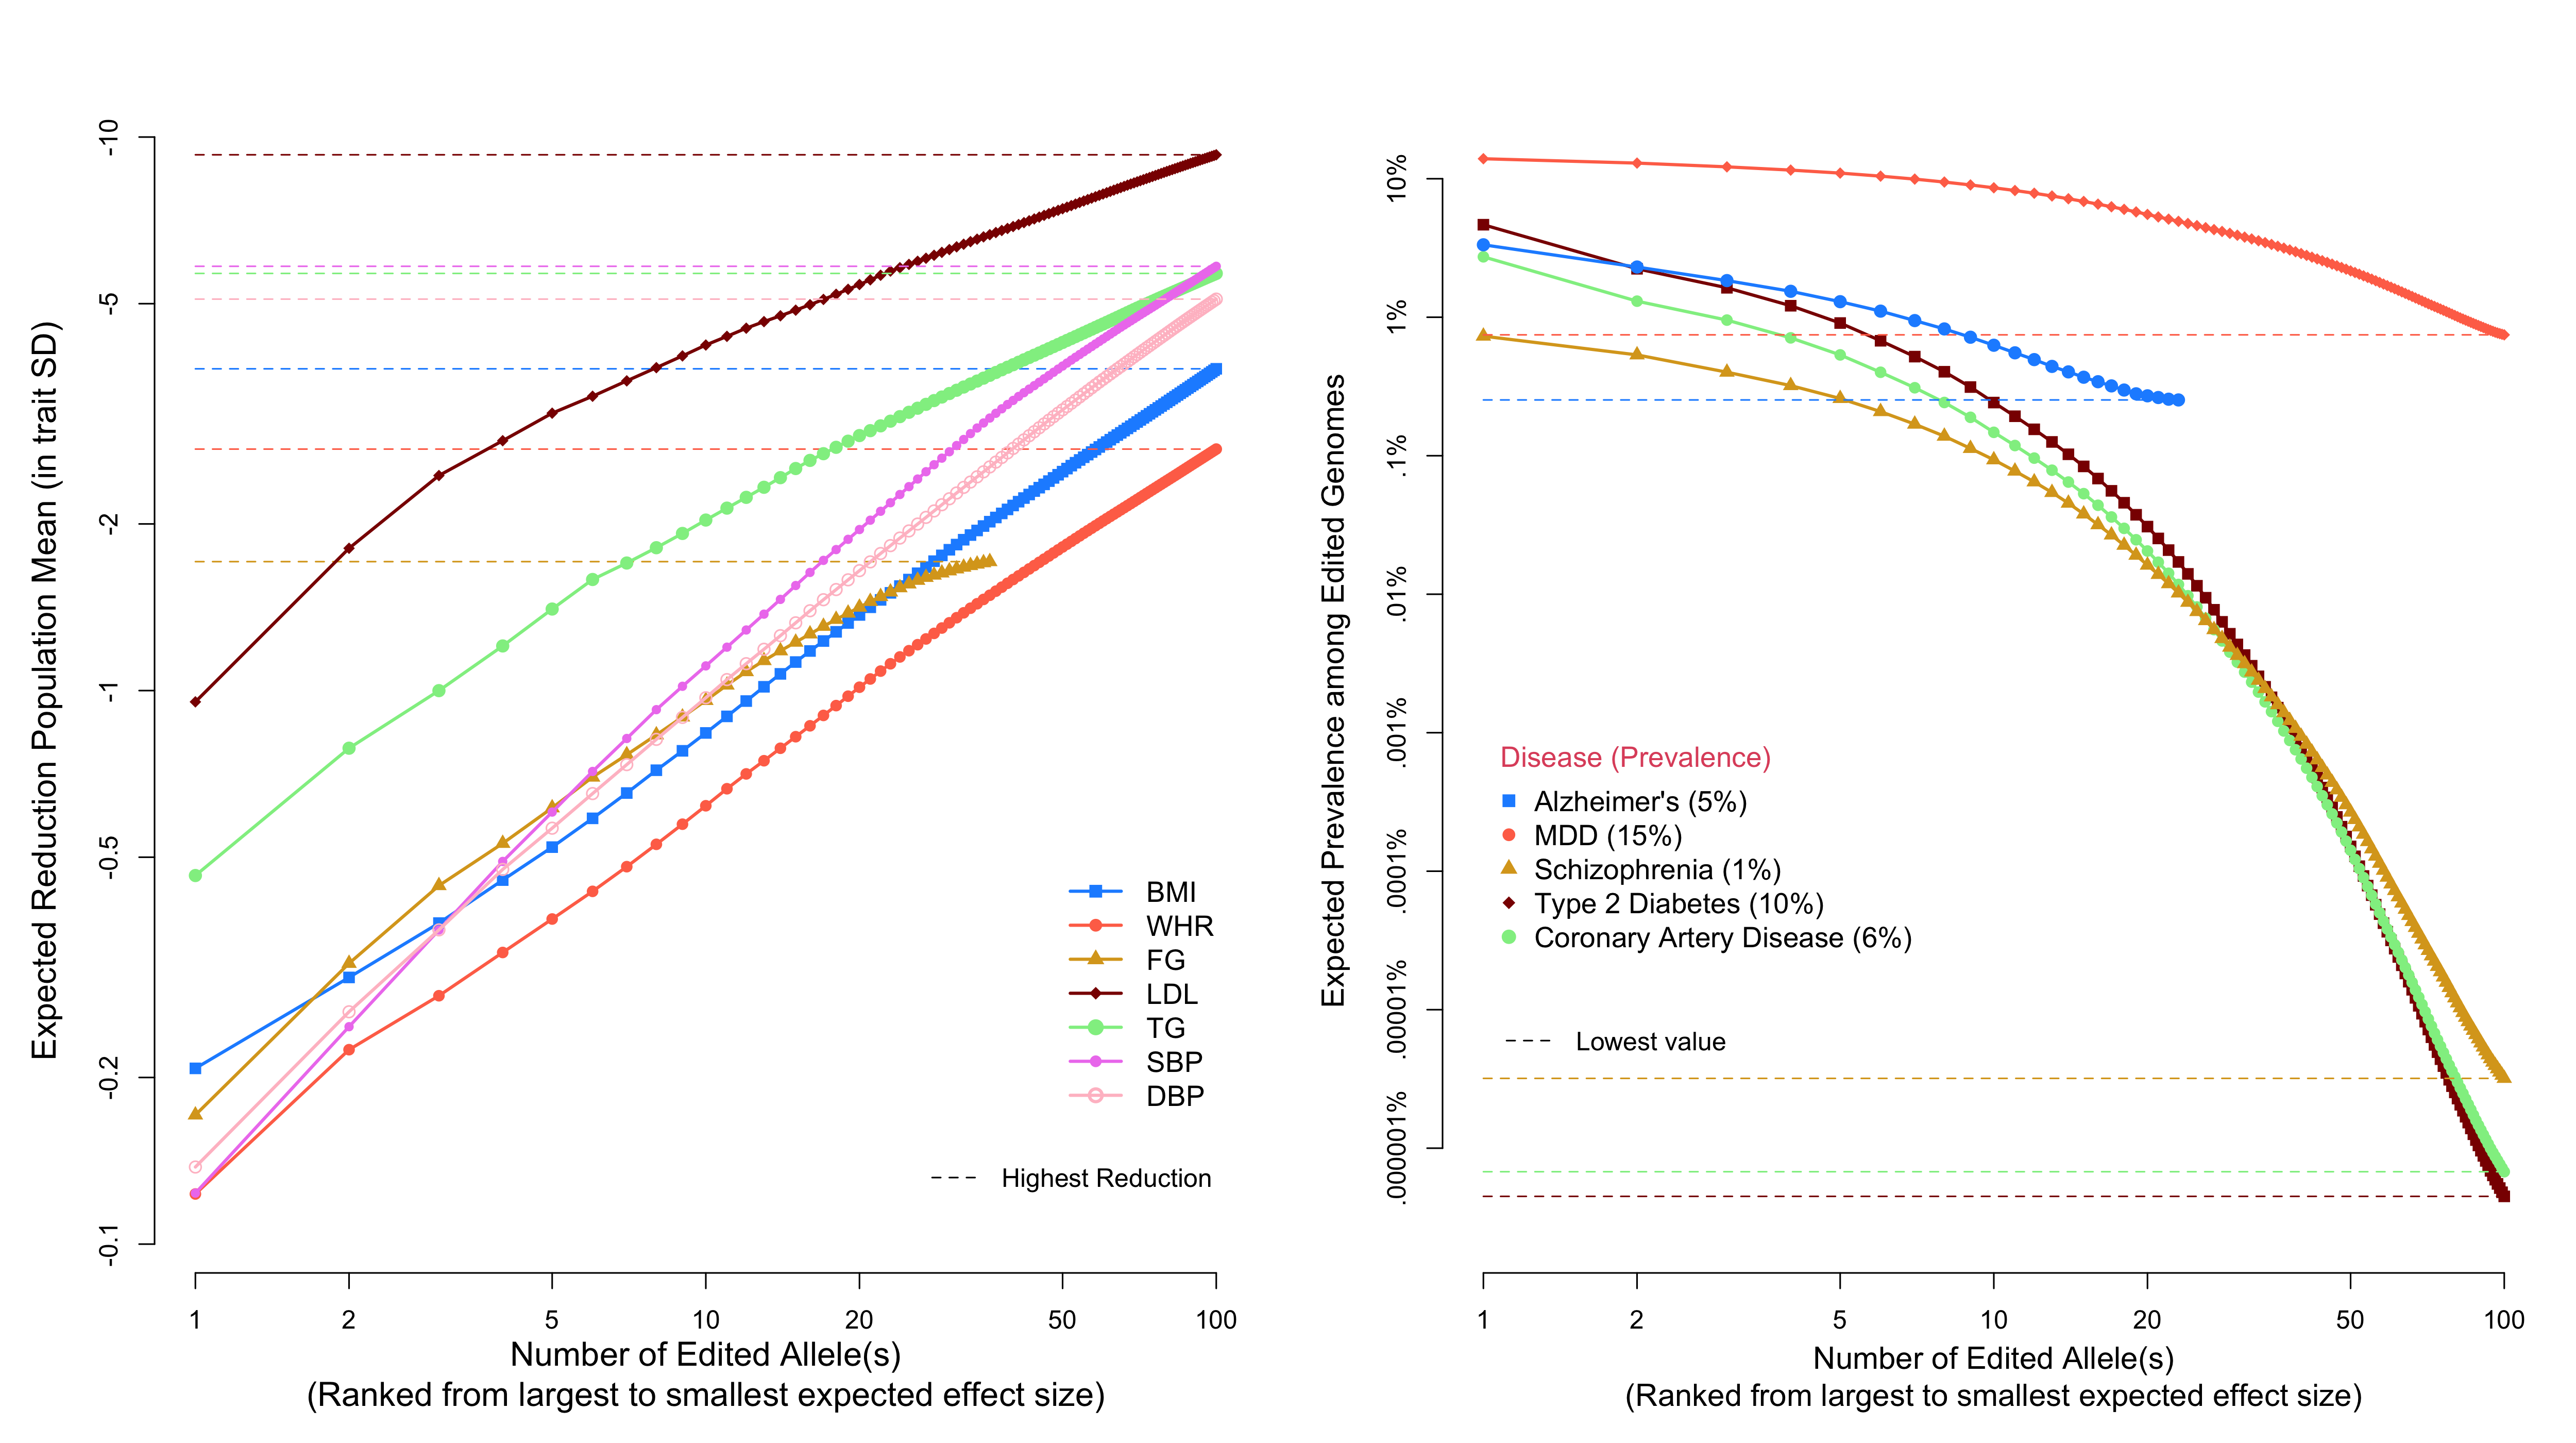 Expected Reduction Population Mean (in trait SD)
-10
-5
-2
-1
-0.5
-0.2
-0.1
BMI
WHR
FG
LDL
TG
SBP
DBP
Highest Reduction
1 2 5 10 20 50 100
Number of Edited Allele(s)
(Ranked from largest to smallest expected effect size)
Expected Prevalence among Edited Genomes
10%
1%
.1%
.01%
.001%
.0001%
.00001%
.000001%
Disease (Prevalence)
Alzheimer's (5%)
MDD (15%)
Schizophrenia (1%)
Type 2 Diabetes (10%)
Coronary Artery Disease (6%)
Lowest value
1 2 5 10 20 50 100
Number of Edited Allele(s)
(Ranked from largest to smallest expected effect size)